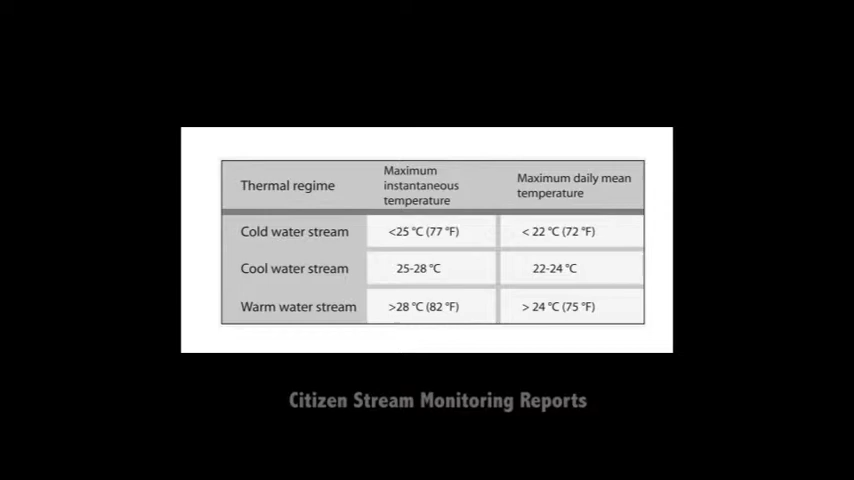 Thermal regime
Maximum
instantaneous
temperature
Maximum daily mean
temperature
Cold water stream
<25 °C (77 °F)
< 22 °C (72 °F)
Cool water stream
25-28 °C
22-24 °C
Warm water stream
>28 °C (82 °F)
> 24 °C (75 °F)
Citizen Stream Monitoring Reports